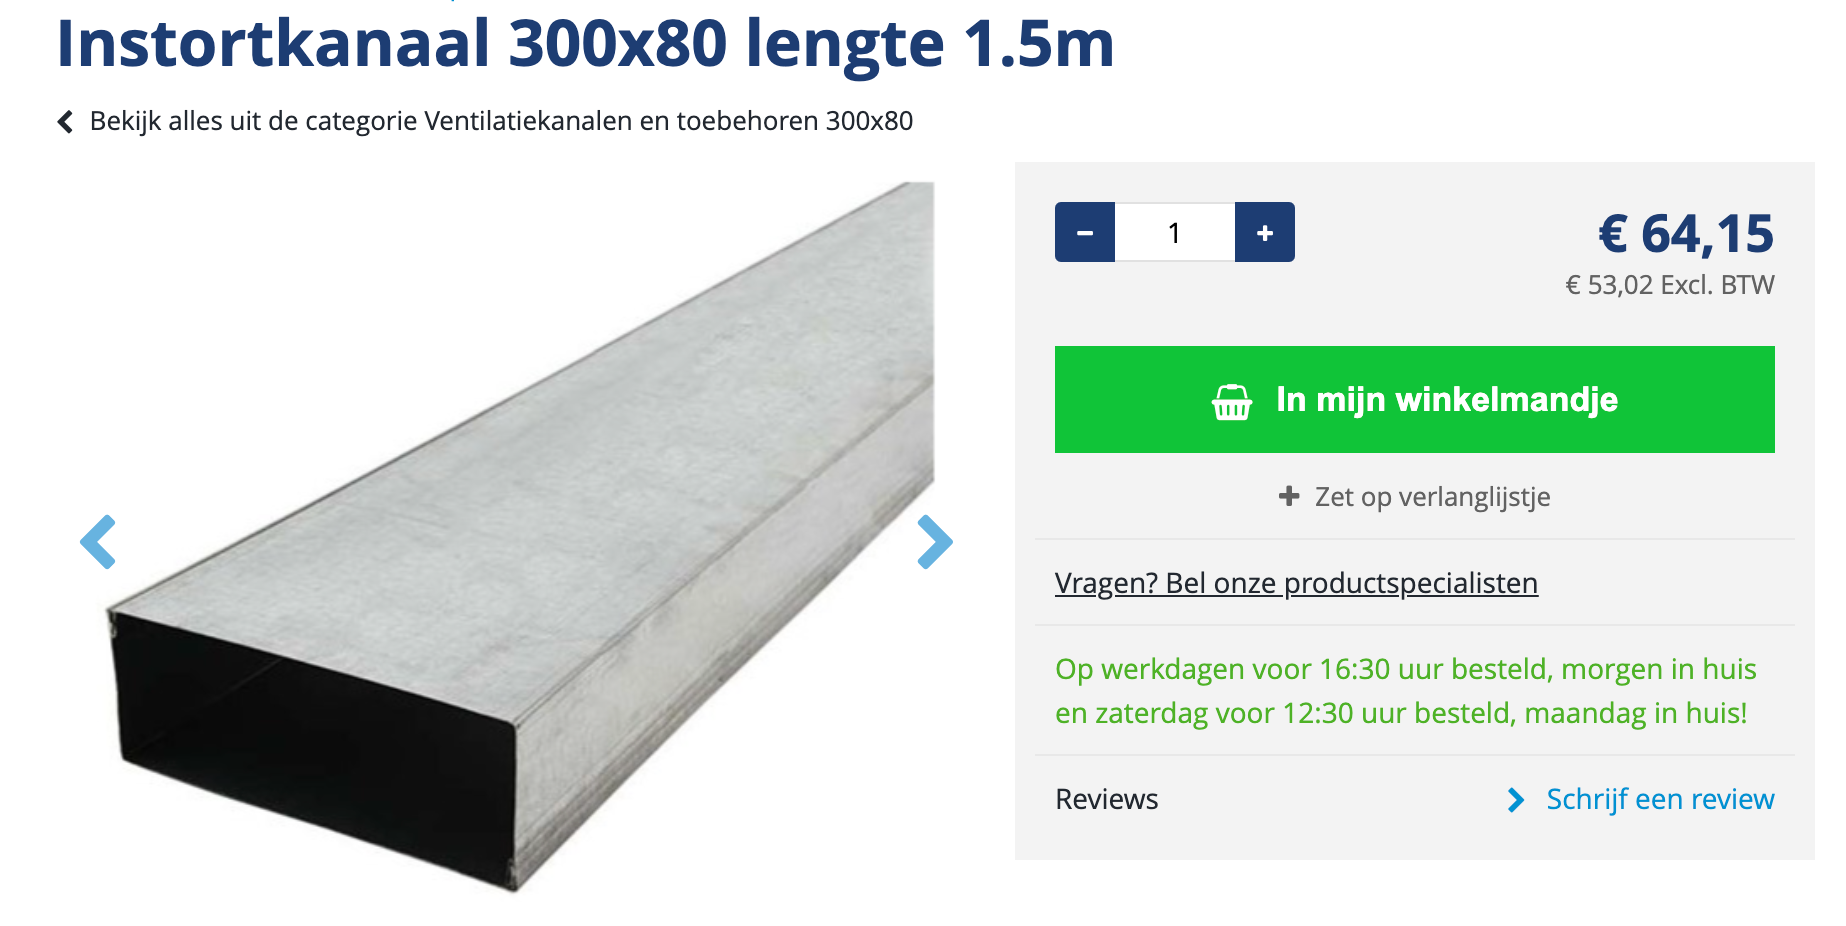 Instortkanaal 300x80 lengte 1.5m
Bekijk alles uit de categorie Ventilatiekanalen en toebehoren 300x80
1
€ 64,15
€ 53,02 Excl. BTW
In mijn winkelmandje
Zet op verlanglijstje
Vragen? Bel onze productspecialisten
Op werkdagen voor 16:30 uur besteld, morgen in huis
en zaterdag voor 12:30 uur besteld, maandag in huis!
Reviews
Schrijf een review